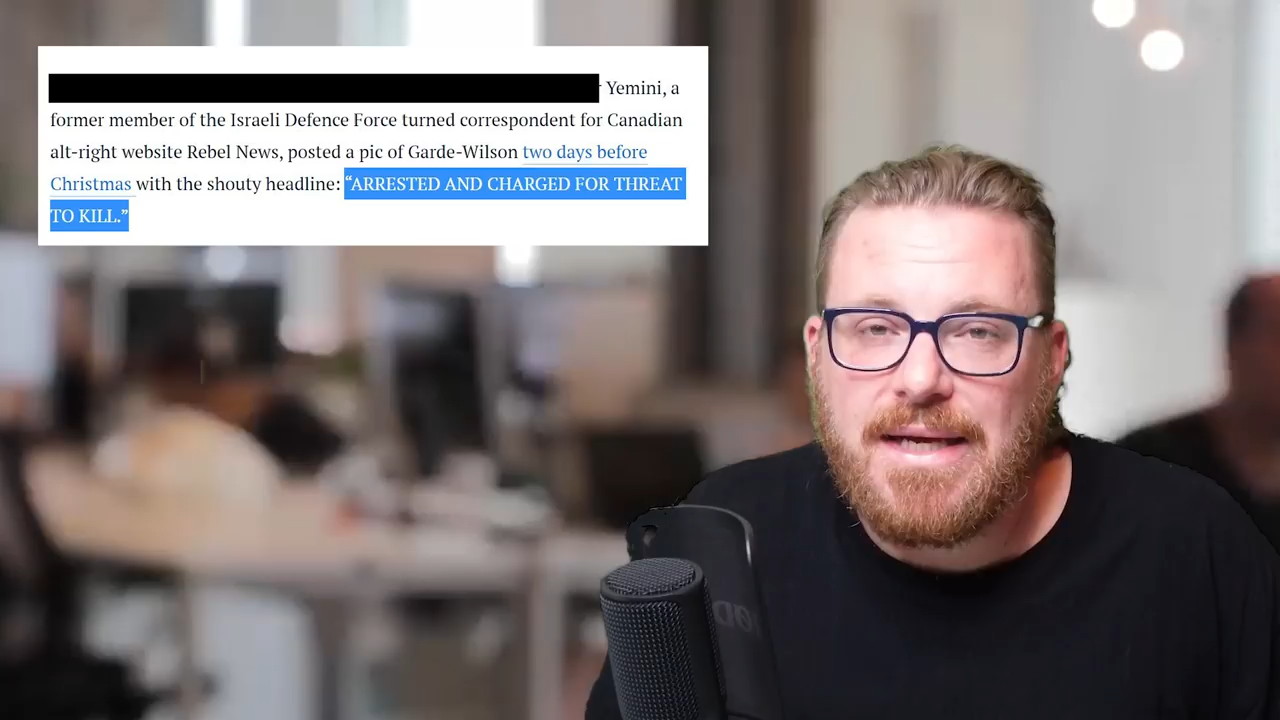 Yemini, a
former member of the Israeli Defence Force turned correspondent for Canadian
alt-right website Rebel News, posted a pic of Garde-Wilson two days before
Christmas with the shouty headline: “ARRESTED AND CHARGED FOR THREAT
TO KILL.”